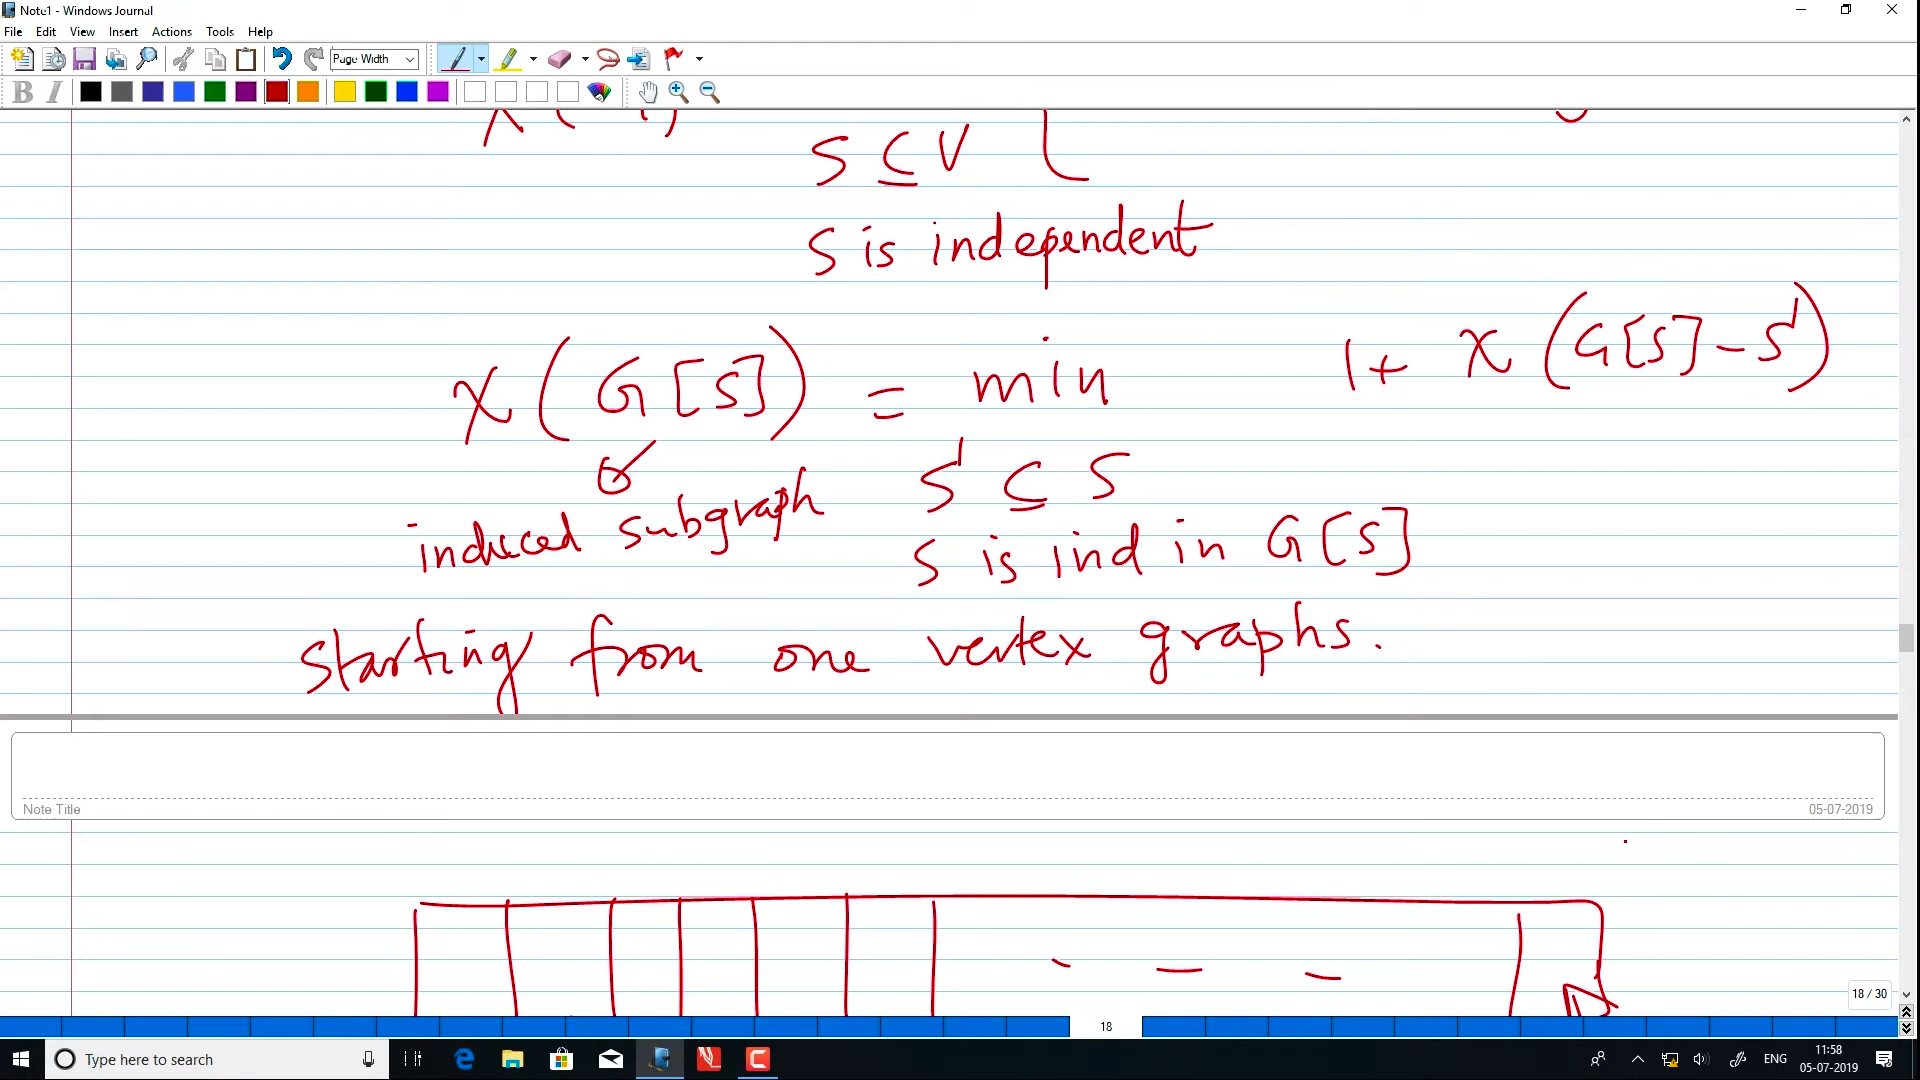 Note1 - Windows Journal
File Edit View Insert Actions Tools Help
Page Width
B I
S ⊆ V
S is independent
χ(G[S]) = min 1+ χ(G[S]-S')
induced subgraph S' ⊆ S
S is ind in G[S]
starting from one vertex graphs.
Note Title 05-07-2019
18 / 30
18
Type here to search
ENG
11:58
05-07-2019